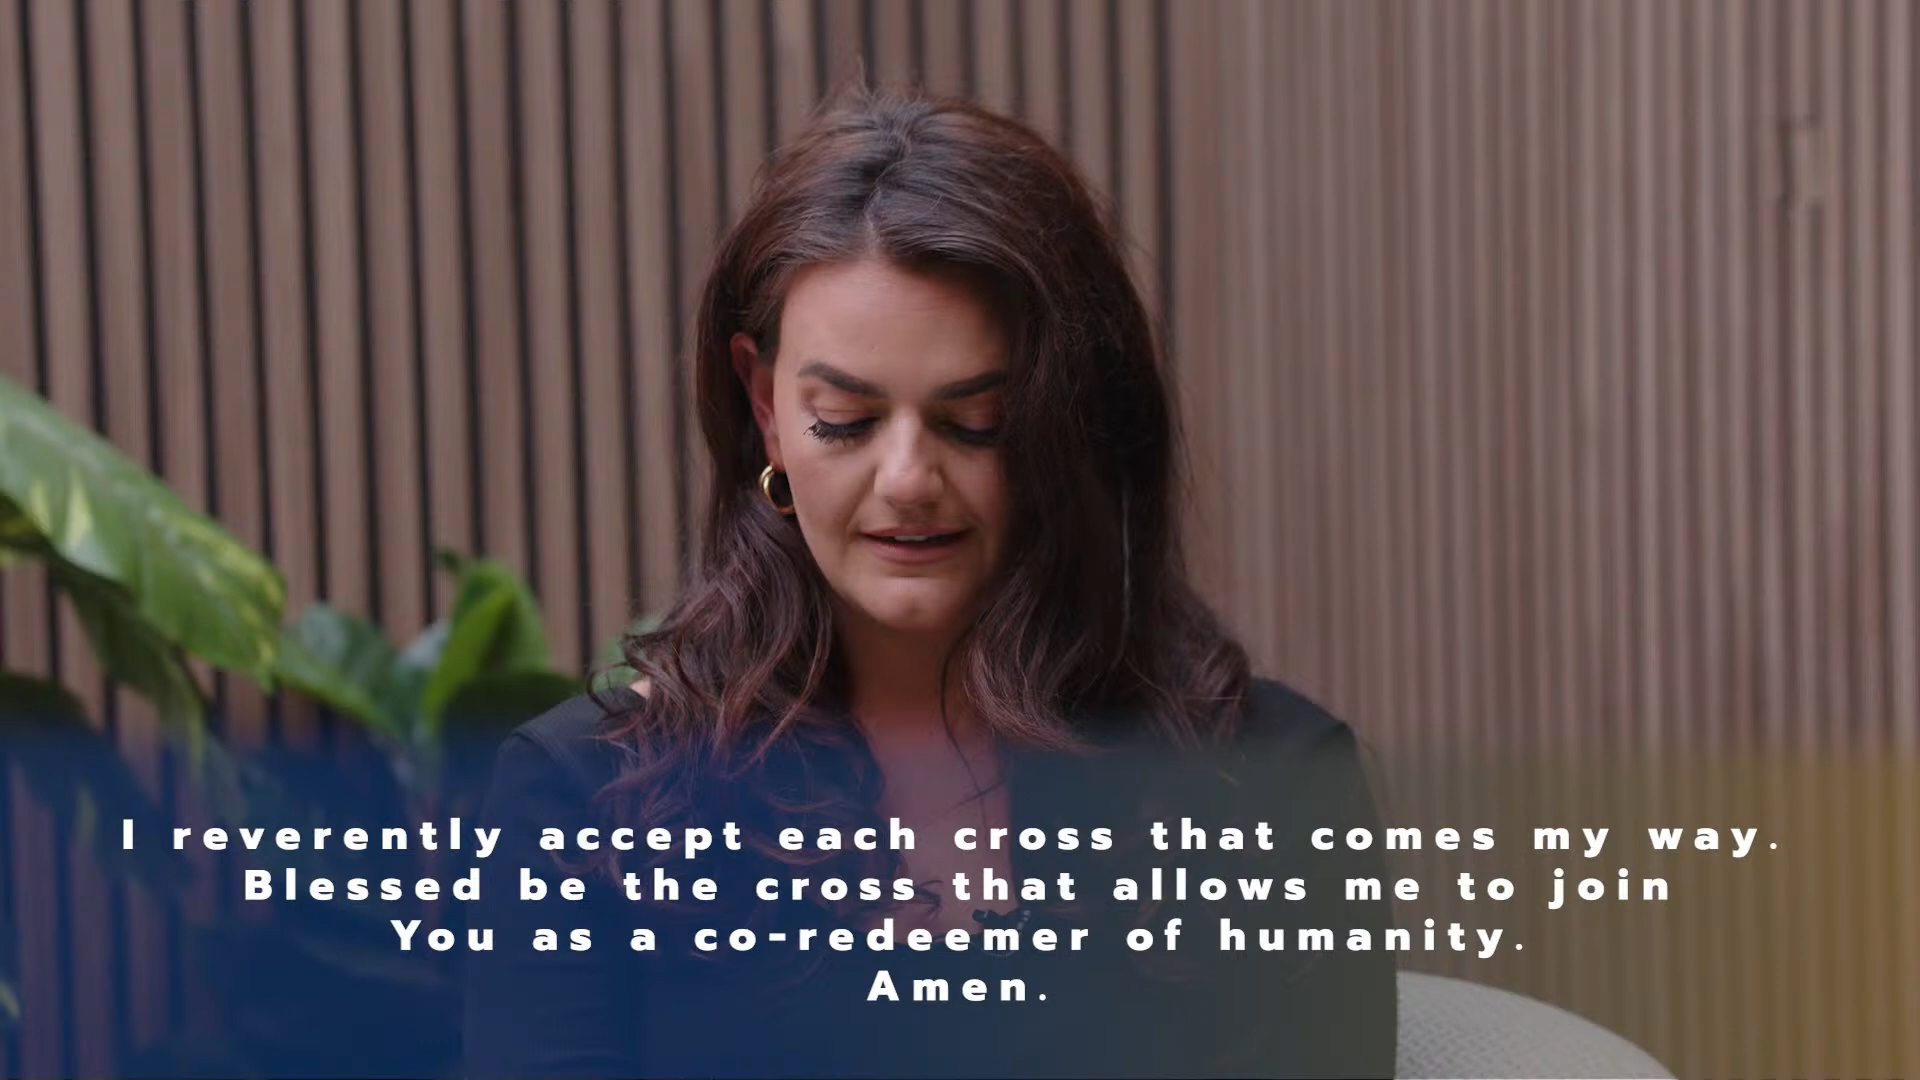 I reverently accept each cross that comes my way.
Blessed be the cross that allows me to join
You as a co-redeemer of humanity.
Amen.